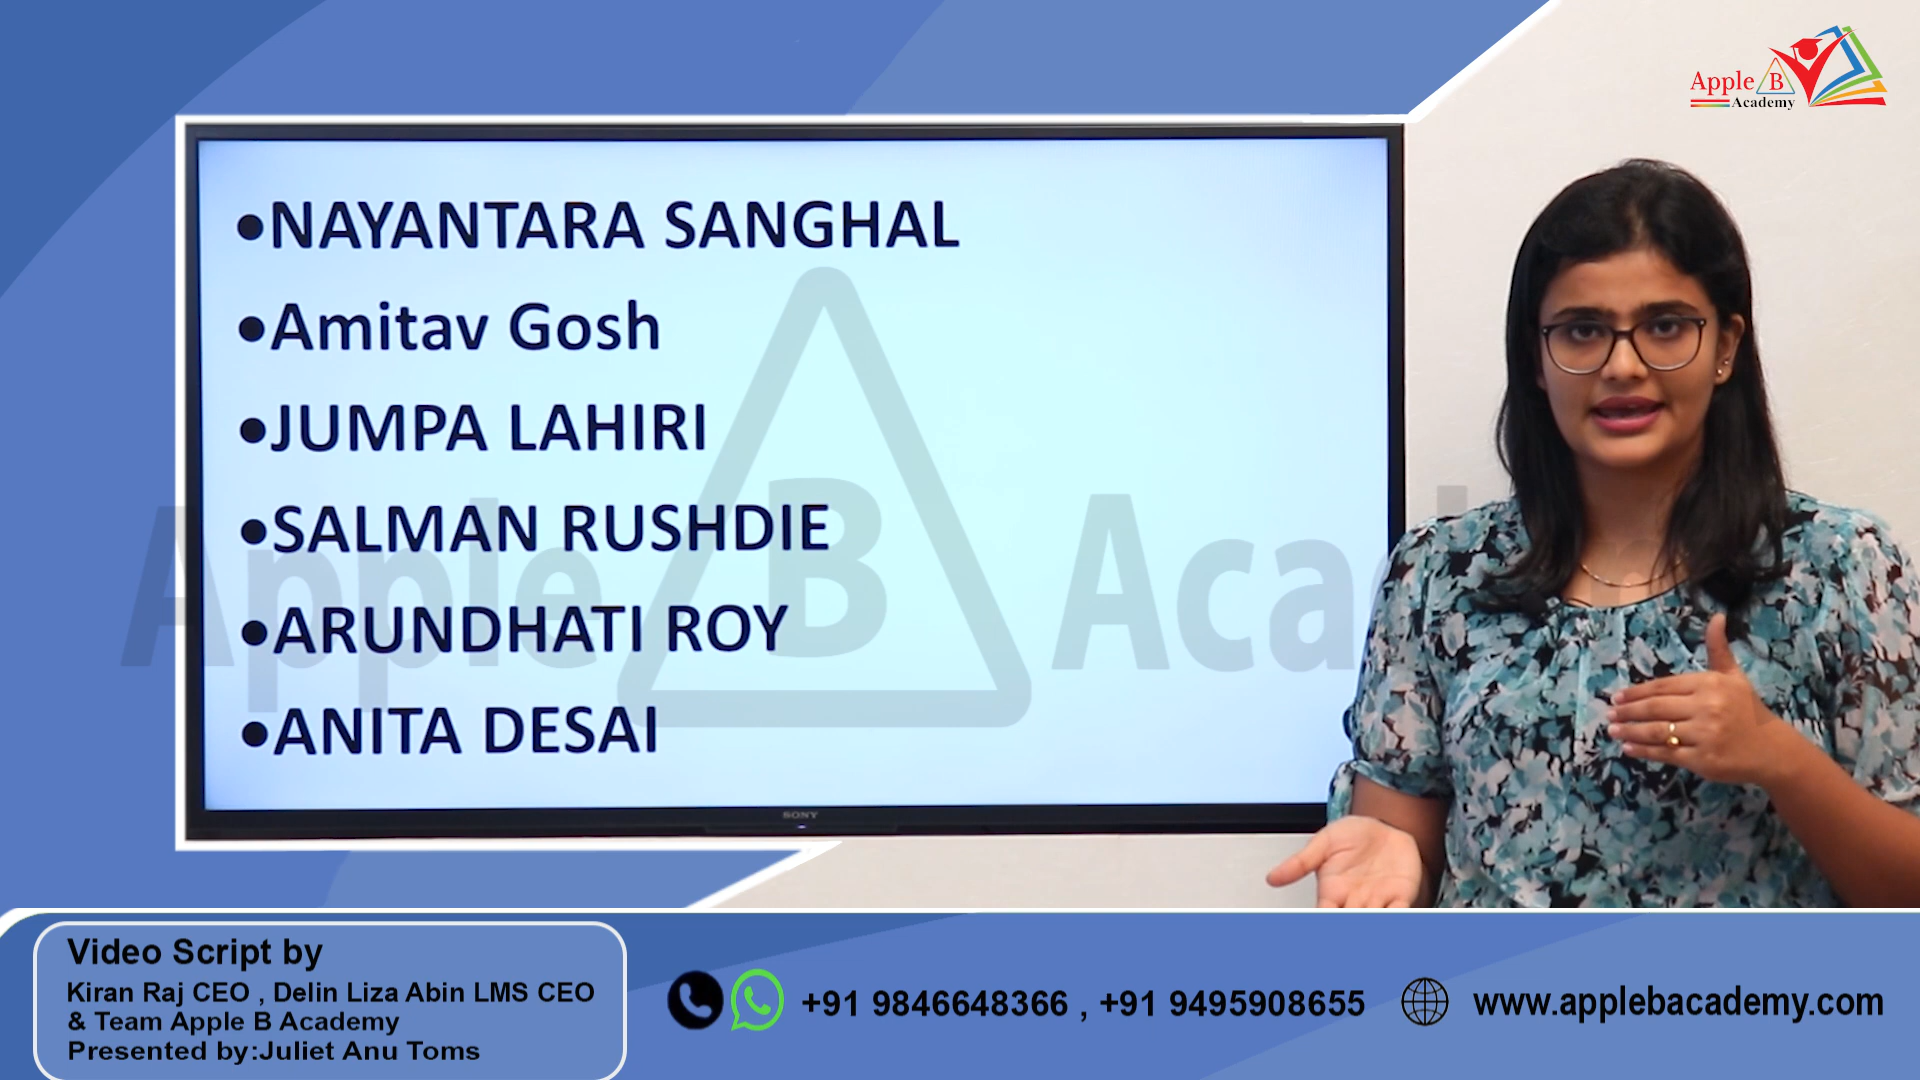 Apple B
Academy
•NAYANTARA SANGHAL
•Amitav Gosh
•JUMPA LAHIRI
•SALMAN RUSHDIE
•ARUNDHATI ROY
•ANITA DESAI
Apple B Acad
SONY
Video Script by
Kiran Raj CEO , Delin Liza Abin LMS CEO
& Team Apple B Academy
Presented by:Juliet Anu Toms
+91 9846648366 , +91 9495908655
www.applebacademy.com